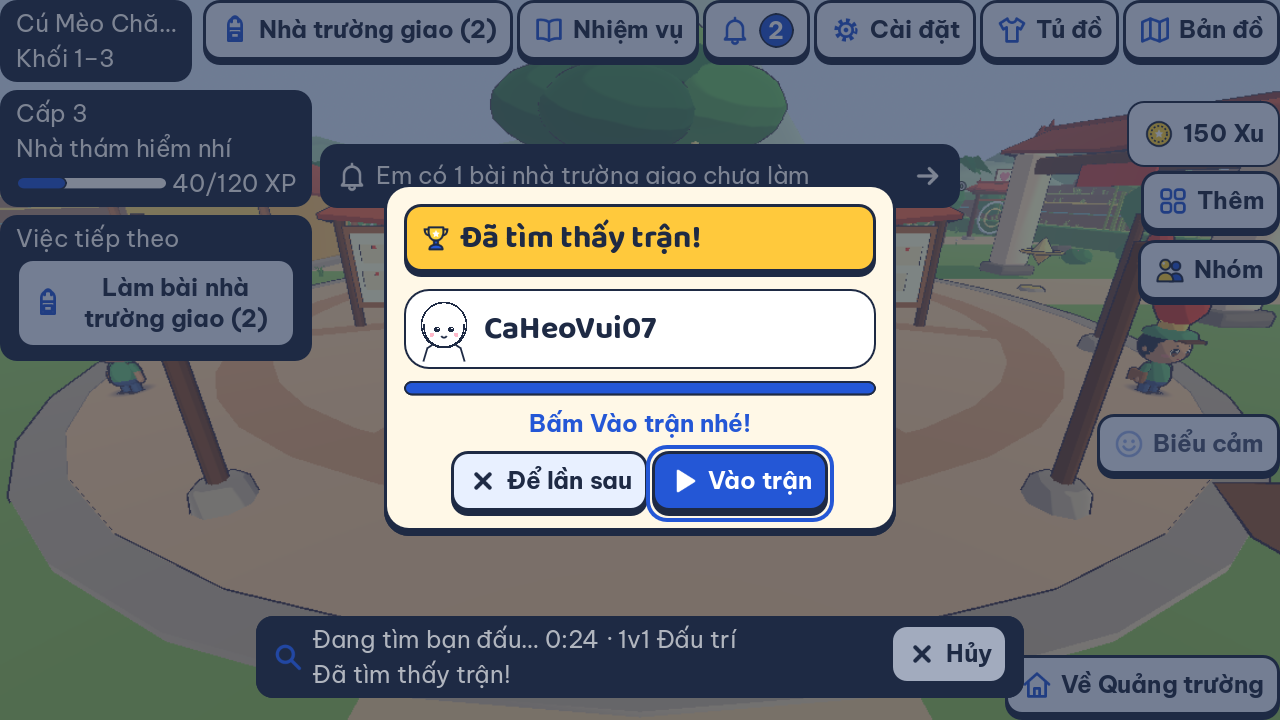 Cú Mèo Chă...
Khối 1–3
Nhà trường giao (2)
Nhiệm vụ
2
Cài đặt
Tủ đồ
Bản đồ
Cấp 3
Nhà thám hiểm nhí
40/120 XP
150 Xu
Em có 1 bài nhà trường giao chưa làm
Thêm
Việc tiếp theo
Làm bài nhà
trường giao (2)
Nhóm
Đã tìm thấy trận!
CaHeoVui07
Bấm Vào trận nhé!
Để lần sau
Vào trận
Biểu cảm
Đang tìm bạn đấu... 0:24 · 1v1 Đấu trí
Đã tìm thấy trận!
Hủy
Về Quảng trường